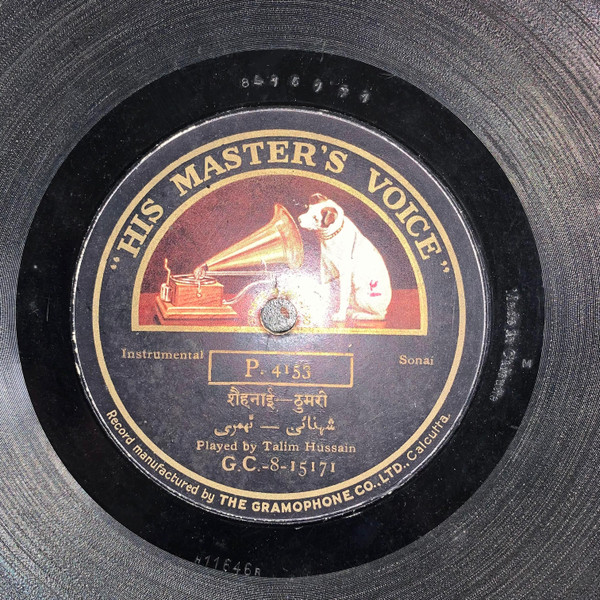 "HIS MASTER'S VOICE"
Instrumental
P. 4153
Sonai
शैहनाई—ठुमरी
شہنائی — ٹھمری
Played by Talim Hussain
G.C.-8-15171
Record manufactured by THE GRAMOPHONE CO., LTD., Calcutta.